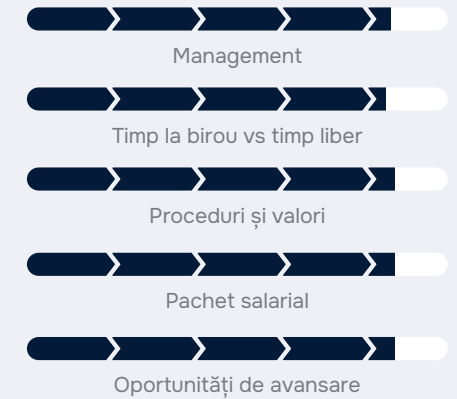 Management
Timp la birou vs timp liber
Proceduri și valori
Pachet salarial
Oportunități de avansare